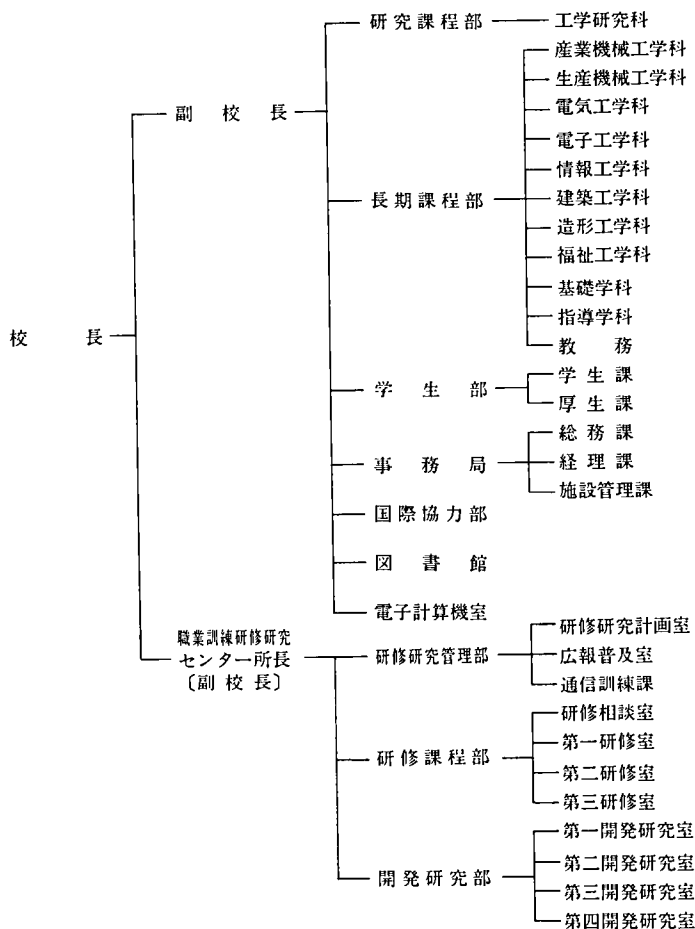 校長
副校長
研究課程部
工学研究科
長期課程部
産業機械工学科
生産機械工学科
電気工学科
電子工学科
情報工学科
建築工学科
造形工学科
福祉工学科
基礎学科
指導学科
教務
学生部
学生課
厚生課
事務局
総務課
経理課
施設管理課
国際協力部
図書館
電子計算機室
職業訓練研修研究
センター所長
〔副校長〕
研修研究管理部
研修研究計画室
広報普及室
通信訓練課
研修課程部
研修相談室
第一研修室
第二研修室
第三研修室
開発研究部
第一開発研究室
第二開発研究室
第三開発研究室
第四開発研究室